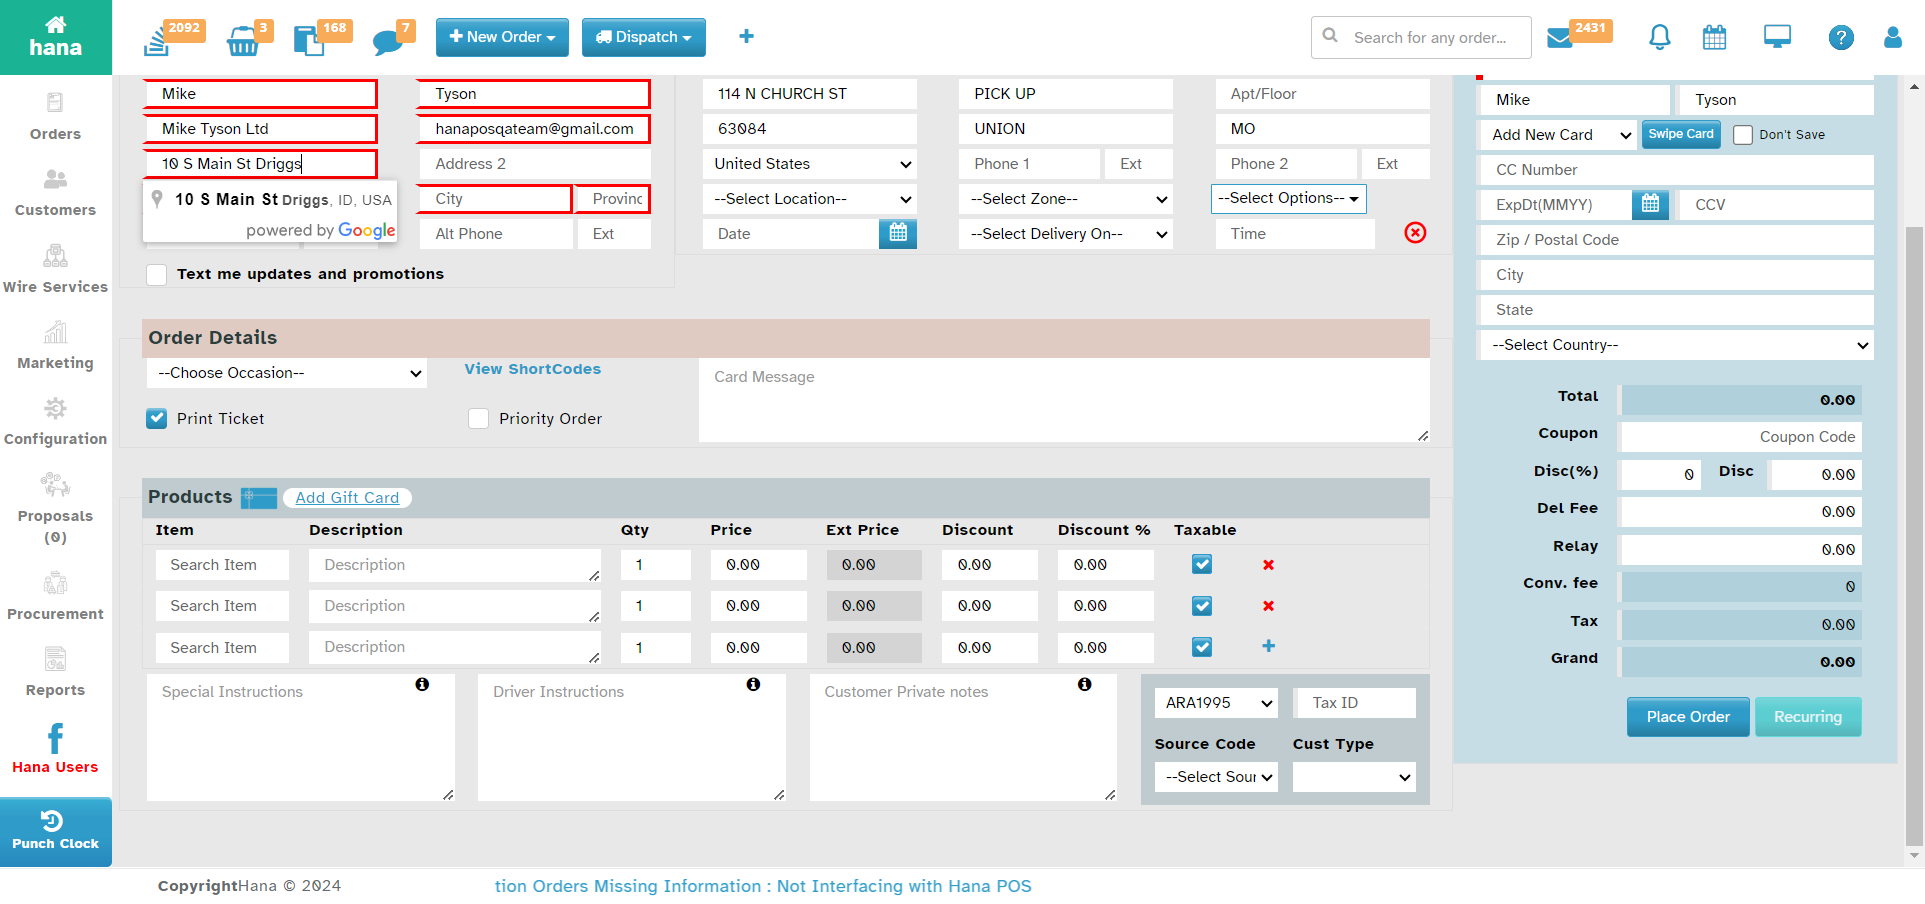 hana
2092
3
168
7
New Order
Dispatch
Search for any order...
2431
Orders
Customers
Wire Services
Marketing
Configuration
Proposals
(0)
Procurement
Reports
Hana Users
Punch Clock
Mike
Tyson
Mike Tyson Ltd
hanaposqateam@gmail.com
10 S Main St Driggs
Address 2
10 S Main St Driggs, ID, USA
powered by Google
City
Provinc
Alt Phone
Ext
Text me updates and promotions
114 N CHURCH ST
PICK UP
Apt/Floor
63084
UNION
MO
United States
Phone 1
Ext
Phone 2
Ext
--Select Location--
--Select Zone--
--Select Options--
Date
--Select Delivery On--
Time
Order Details
--Choose Occasion--
View ShortCodes
Card Message
Print Ticket
Priority Order
Products
Add Gift Card
Item Description Qty Price Ext Price Discount Discount % Taxable
Search Item Description 1 0.00 0.00 0.00 0.00
Search Item Description 1 0.00 0.00 0.00 0.00
Search Item Description 1 0.00 0.00 0.00 0.00
Special Instructions
Driver Instructions
Customer Private notes
ARA1995
Tax ID
Source Code
Cust Type
--Select Sour
Mike
Tyson
Add New Card
Swipe Card
Don't Save
CC Number
ExpDt(MMYY)
CCV
Zip / Postal Code
City
State
--Select Country--
Total 0.00
Coupon Coupon Code
Disc(%) 0 Disc 0.00
Del Fee 0.00
Relay 0.00
Conv. fee 0
Tax 0.00
Grand 0.00
Place Order
Recurring
CopyrightHana © 2024
tion Orders Missing Information : Not Interfacing with Hana POS